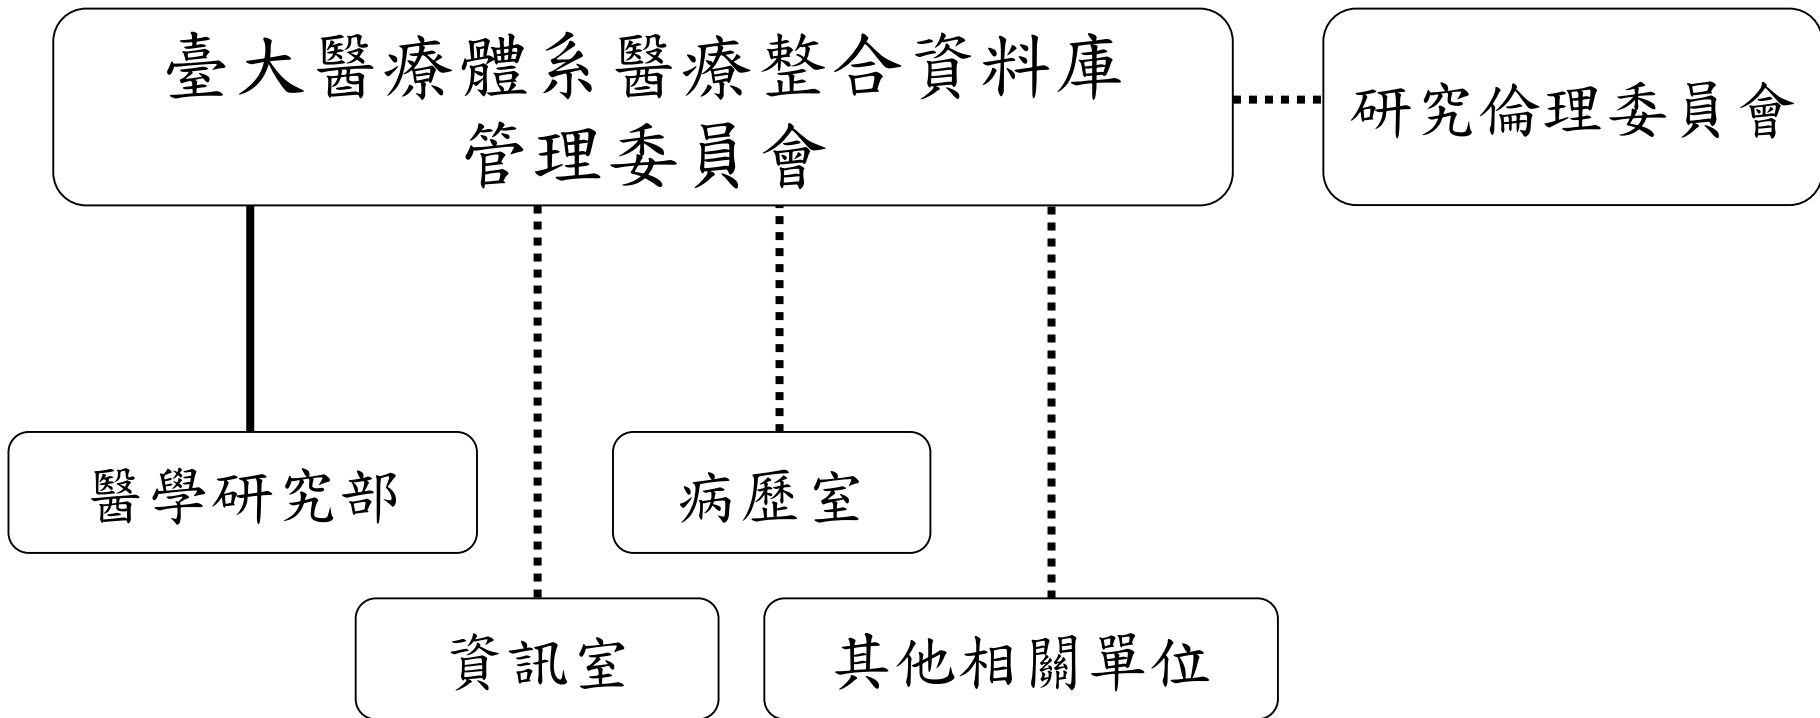 臺大醫療體系醫療整合資料庫
管理委員會
研究倫理委員會
醫學研究部
病歷室
資訊室
其他相關單位